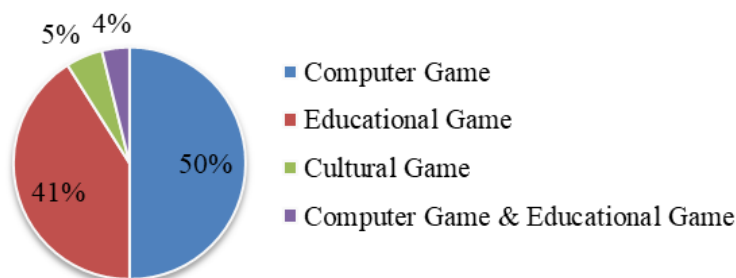 5%
4%
50%
41%
Computer Game
Educational Game
Cultural Game
Computer Game & Educational Game